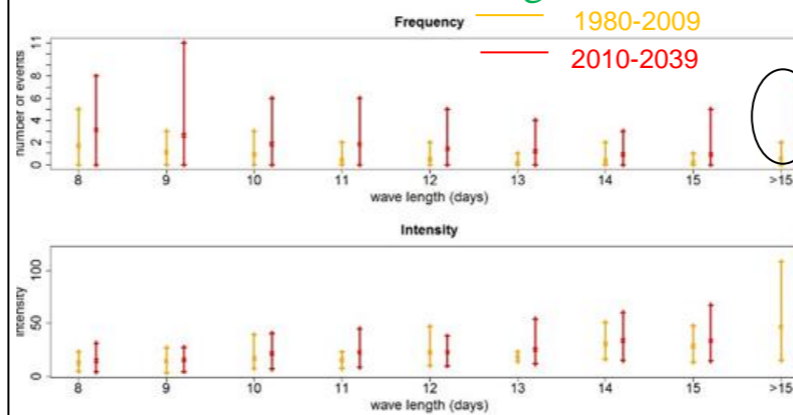 1980-2009
Frequency
2010-2039
number of events
11
8
6
4
2
0
8 9 10 11 12 13 14 15 >15
wave length (days)
Intensity
intensity
100
50
0
8 9 10 11 12 13 14 15 >15
wave length (days)